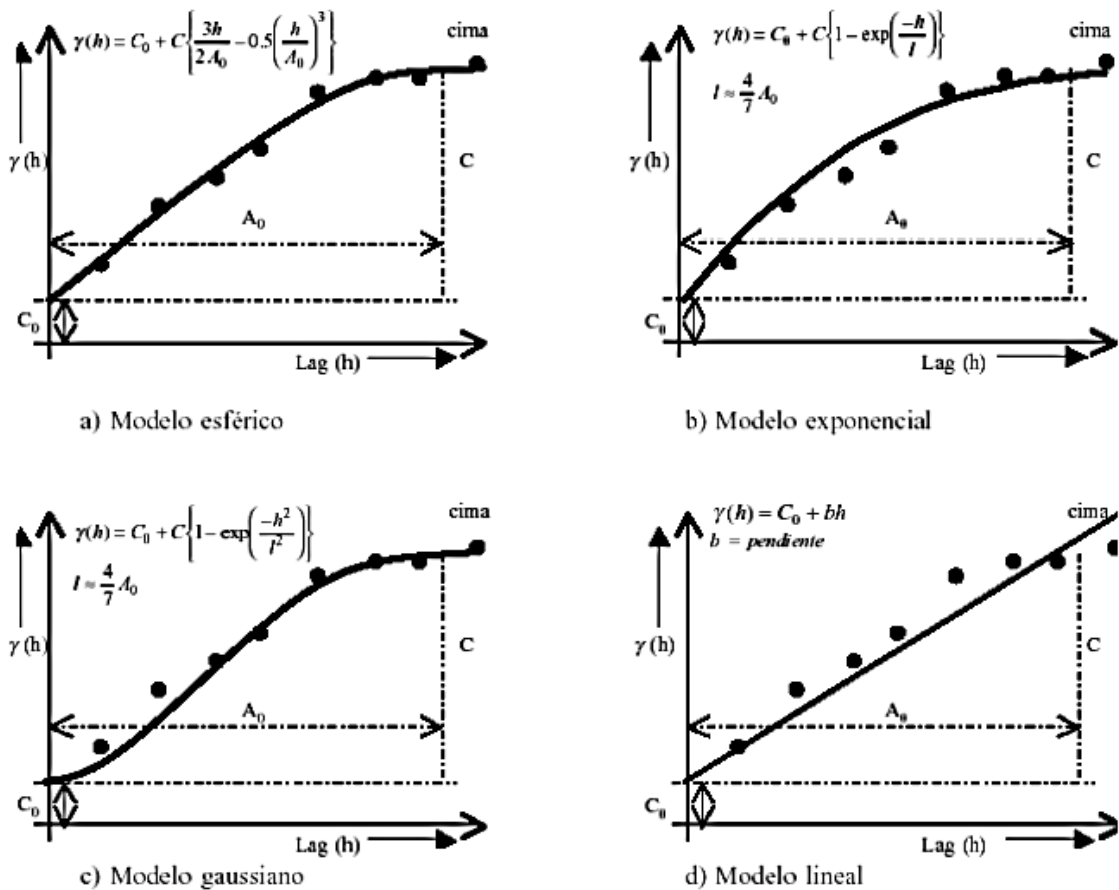 γ(h) = C₀ + C{3h/2A₀ − 0.5(h/A₀)³}
cima
γ(h)
C
A₀
C₀
Lag (h)
a) Modelo esférico
γ(h) = C₀ + C{1 − exp(−h/l)}
l ≈ 4/7 A₀
cima
γ(h)
C
A₀
C₀
Lag (h)
b) Modelo exponencial
γ(h) = C₀ + C{1 − exp(−h²/l²)}
l ≈ 4/7 A₀
cima
γ(h)
C
A₀
C₀
Lag (h)
c) Modelo gaussiano
γ(h) = C₀ + bh
b = pendiente
cima
γ(h)
C
A₀
C₀
Lag (h)
d) Modelo lineal